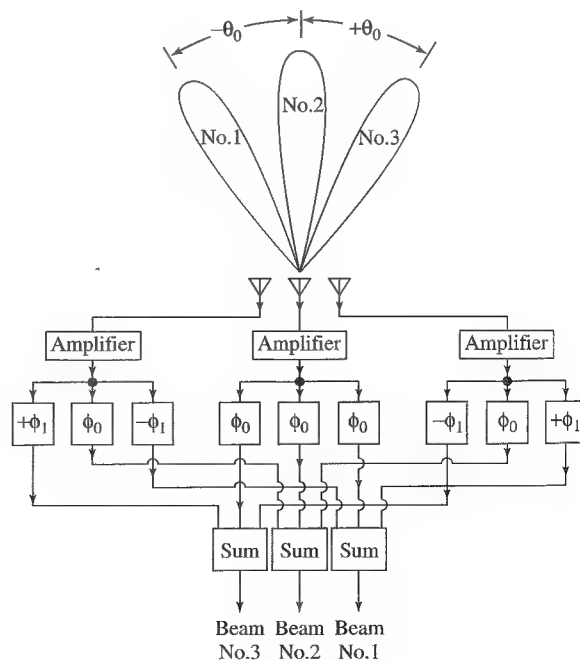 −θ₀ +θ₀
No.1 No.2 No.3
Amplifier Amplifier Amplifier
+ϕ₁ ϕ₀ −ϕ₁ ϕ₀ ϕ₀ ϕ₀ −ϕ₁ ϕ₀ +ϕ₁
Sum Sum Sum
Beam Beam Beam
No.3 No.2 No.1